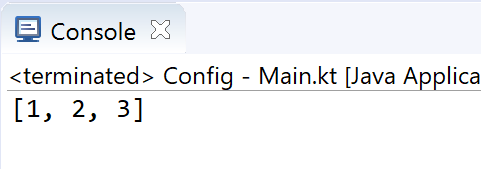 Console
<terminated> Config - Main.kt [Java Applica
[1, 2, 3]